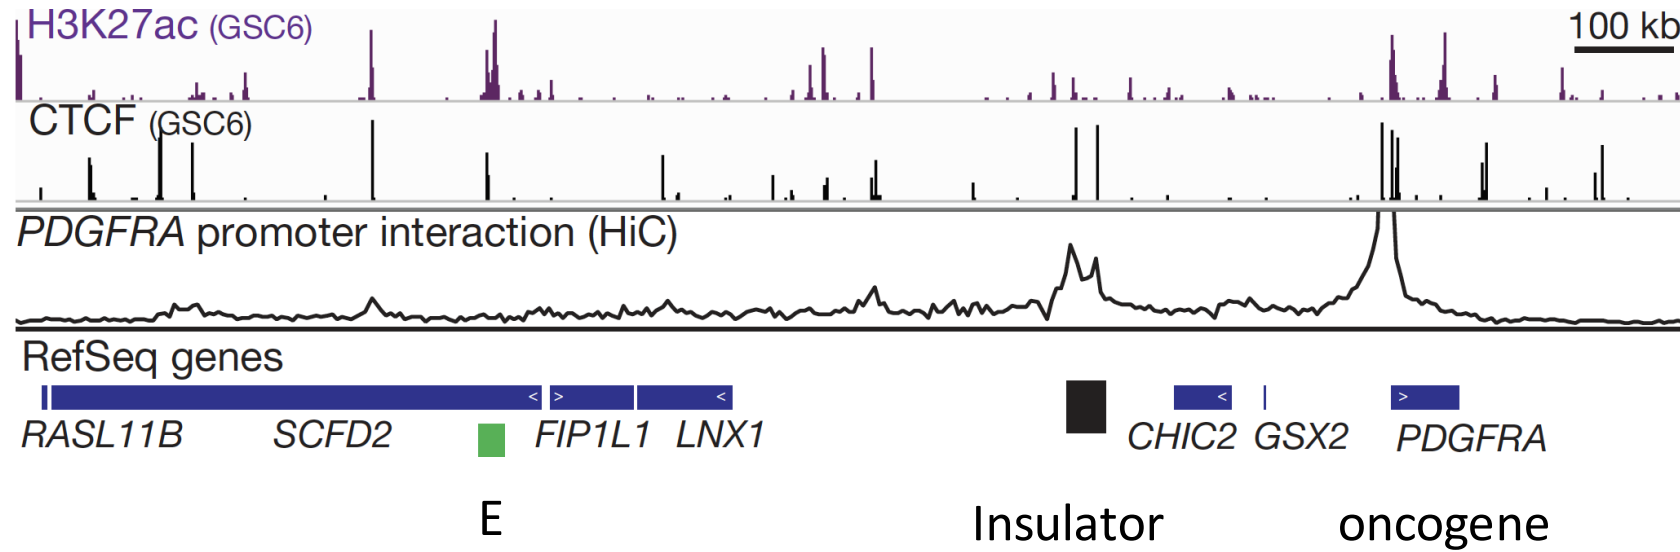 H3K27ac (GSC6)
100 kb
CTCF (GSC6)
PDGFRA promoter interaction (HiC)
RefSeq genes
< > < < >
RASL11B SCFD2 FIP1L1 LNX1 CHIC2 GSX2 PDGFRA
E Insulator oncogene